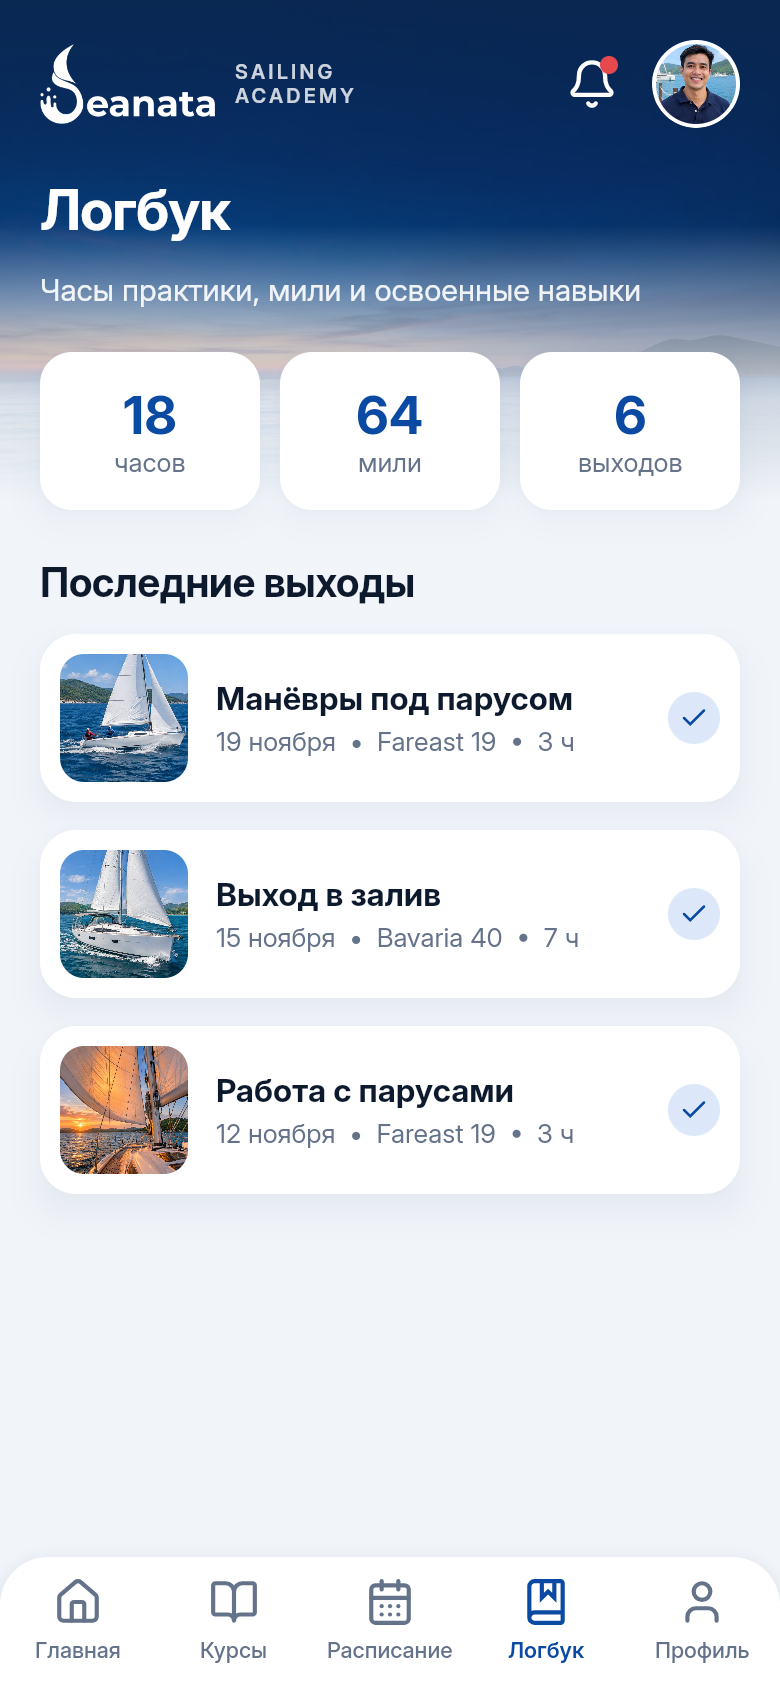 Seanata
SAILING
ACADEMY
Логбук
Часы практики, мили и освоенные навыки
18
часов
64
мили
6
выходов
Последние выходы
Манёвры под парусом
19 ноября • Fareast 19 • 3 ч
Выход в залив
15 ноября • Bavaria 40 • 7 ч
Работа с парусами
12 ноября • Fareast 19 • 3 ч
Главная
Курсы
Расписание
Логбук
Профиль